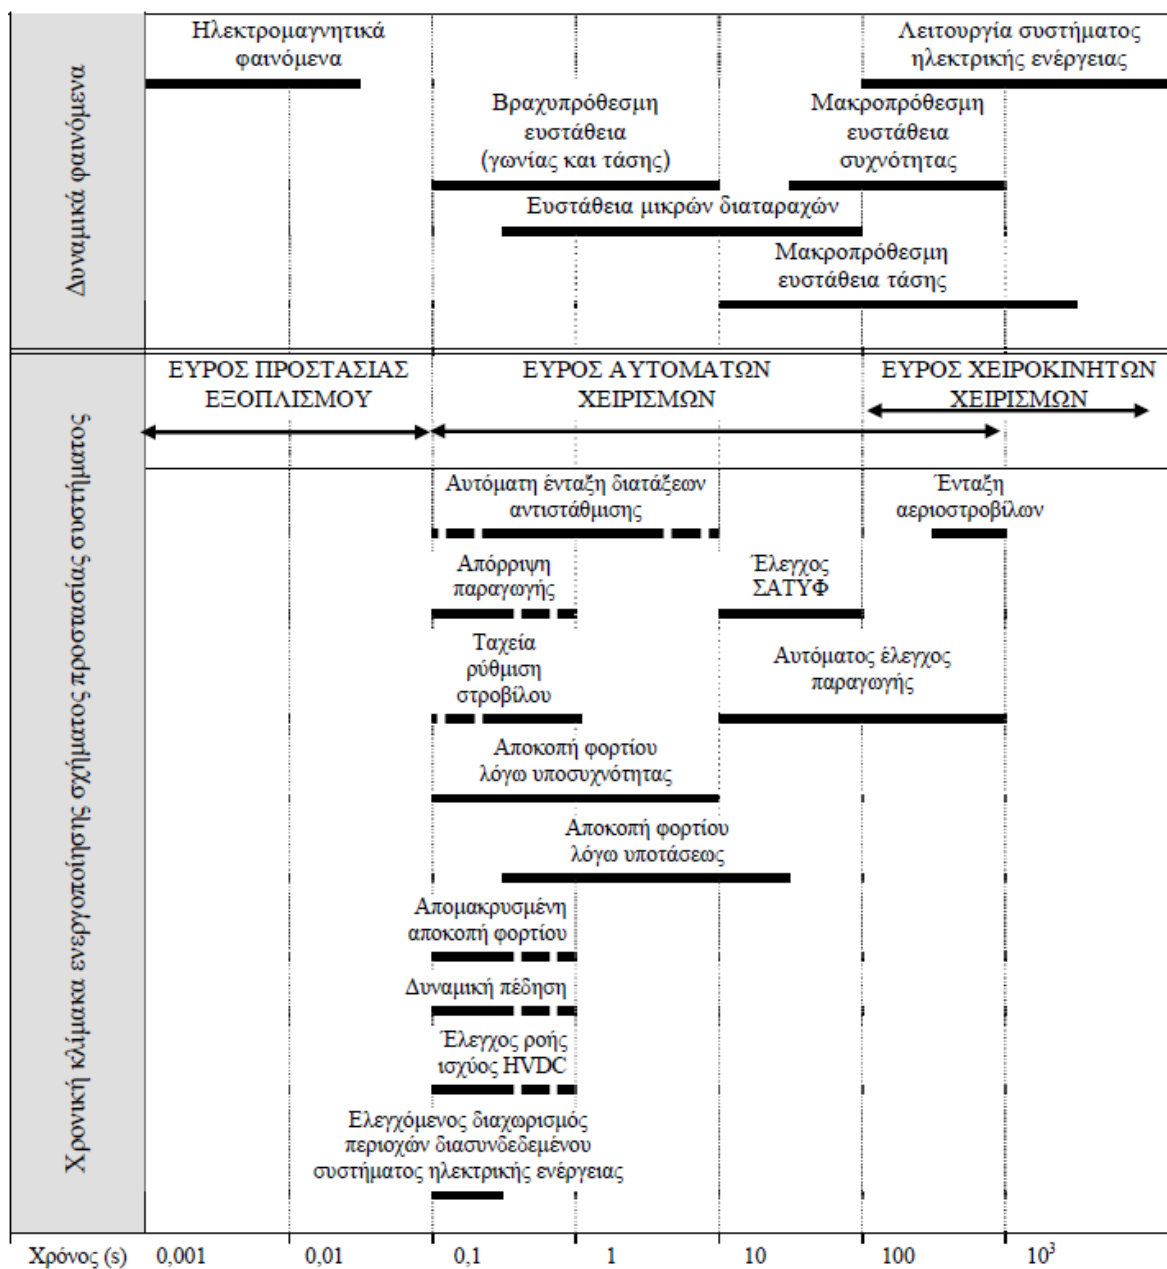 Δυναμικά φαινόμενα
Ηλεκτρομαγνητικά
φαινόμενα
Λειτουργία συστήματος
ηλεκτρικής ενέργειας
Βραχυπρόθεσμη
ευστάθεια
(γωνίας και τάσης)
Μακροπρόθεσμη
ευστάθεια
συχνότητας
Ευστάθεια μικρών διαταραχών
Μακροπρόθεσμη
ευστάθεια τάσης
Χρονική κλίμακα ενεργοποίησης σχήματος προστασίας συστήματος
ΕΥΡΟΣ ΠΡΟΣΤΑΣΙΑΣ
ΕΞΟΠΛΙΣΜΟΥ
ΕΥΡΟΣ ΑΥΤΟΜΑΤΩΝ
ΧΕΙΡΙΣΜΩΝ
ΕΥΡΟΣ ΧΕΙΡΟΚΙΝΗΤΩΝ
ΧΕΙΡΙΣΜΩΝ
Αυτόματη ένταξη διατάξεων
αντιστάθμισης
Ένταξη
αεριοστροβίλων
Απόρριψη
παραγωγής
Έλεγχος
ΣΑΤΥΦ
Ταχεία
ρύθμιση
στροβίλου
Αυτόματος έλεγχος
παραγωγής
Αποκοπή φορτίου
λόγω υποσυχνότητας
Αποκοπή φορτίου
λόγω υποτάσεως
Απομακρυσμένη
αποκοπή φορτίου
Δυναμική πέδηση
Έλεγχος ροής
ισχύος HVDC
Ελεγχόμενος διαχωρισμός
περιοχών διασυνδεδεμένου
συστήματος ηλεκτρικής ενέργειας
Χρόνος (s) 0,001 0,01 0,1 1 10 100 10³